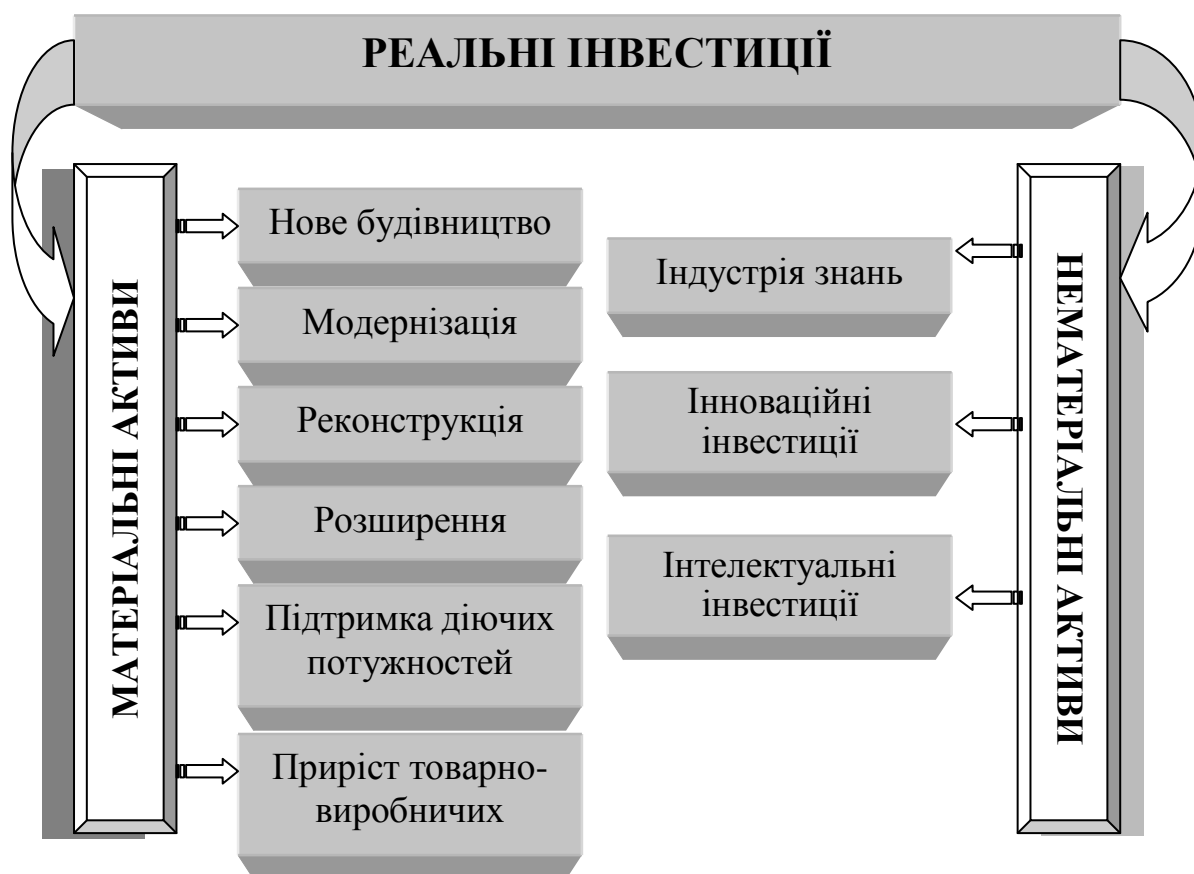 РЕАЛЬНІ ІНВЕСТИЦІЇ
МАТЕРІАЛЬНІ АКТИВИ
Нове будівництво
Модернізація
Реконструкція
Розширення
Підтримка діючих
потужностей
Приріст товарно-
виробничих
Індустрія знань
Інноваційні
інвестиції
Інтелектуальні
інвестиції
НЕМАТЕРІАЛЬНІ АКТИВИ